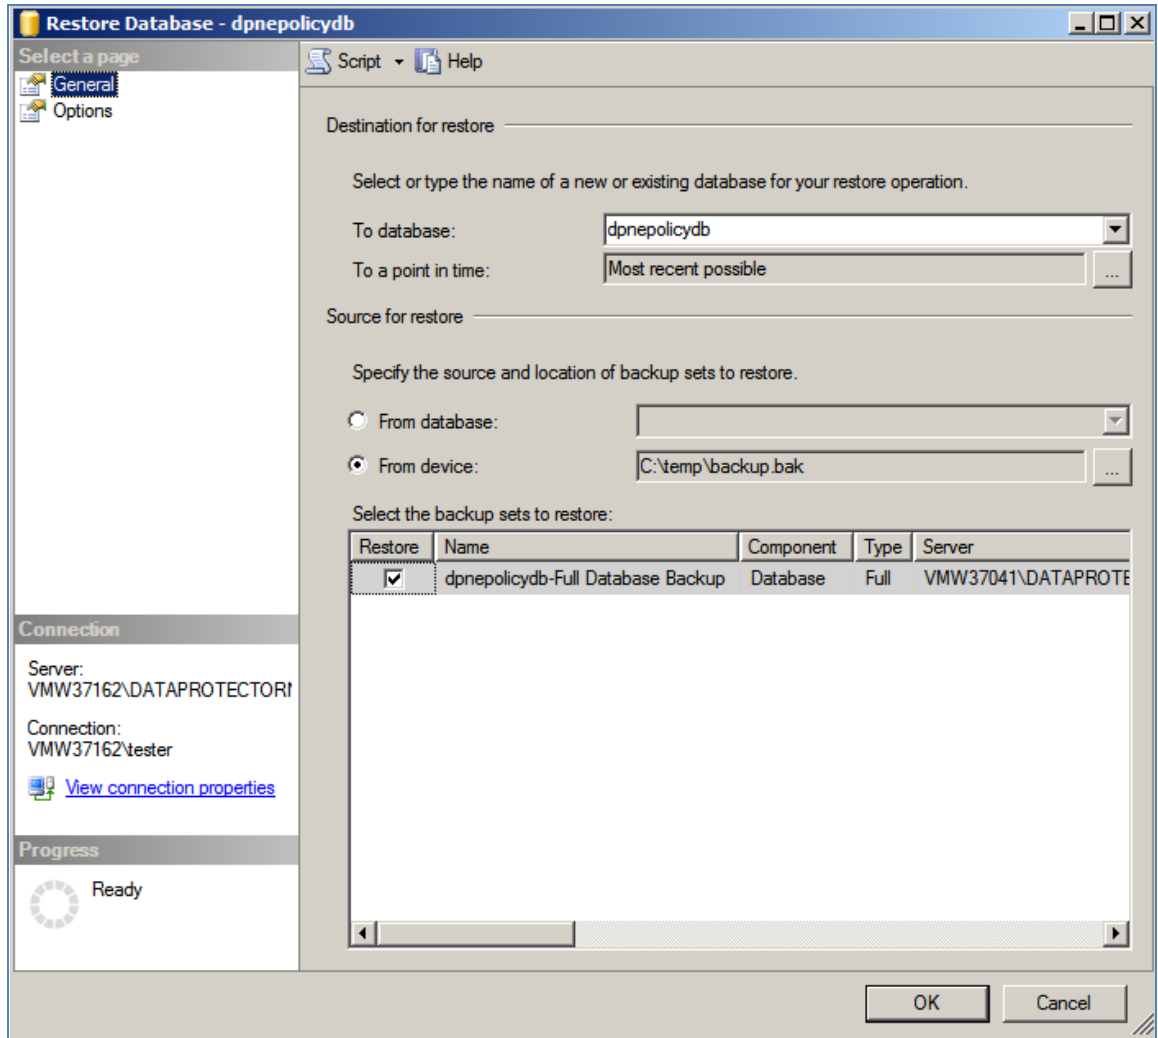 Restore Database - dpnepolicydb
Select a page
General
Options
Script
Help
Destination for restore
Select or type the name of a new or existing database for your restore operation.
To database:
dpnepolicydb
To a point in time:
Most recent possible
...
Source for restore
Specify the source and location of backup sets to restore.
From database:
From device:
C:\temp\backup.bak
...
Select the backup sets to restore:
Restore Name Component Type Server
dpnepolicydb-Full Database Backup Database Full VMW37041\DATAPROTE
Connection
Server:
VMW37162\DATAPROTECTORN
Connection:
VMW37162\tester
View connection properties
Progress
Ready
OK
Cancel